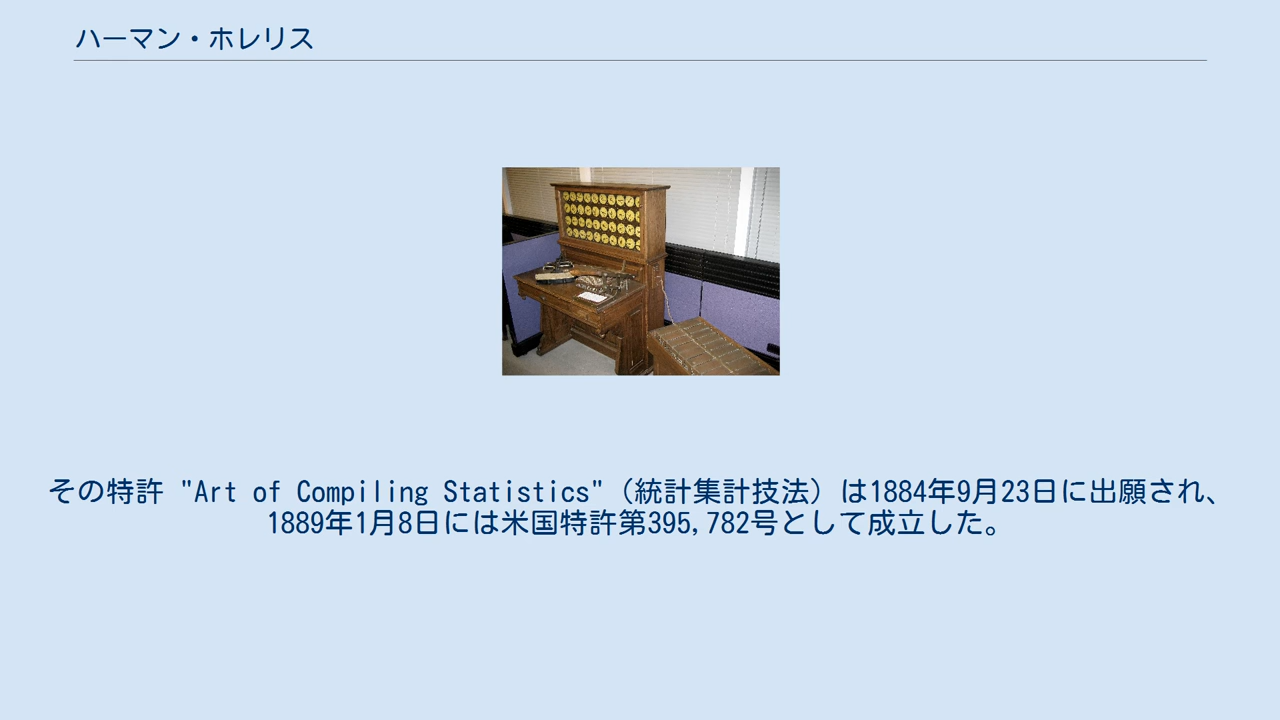 ハーマン・ホレリス
その特許 "Art of Compiling Statistics"（統計集計技法）は1884年9月23日に出願され、
1889年1月8日には米国特許第395,782号として成立した。